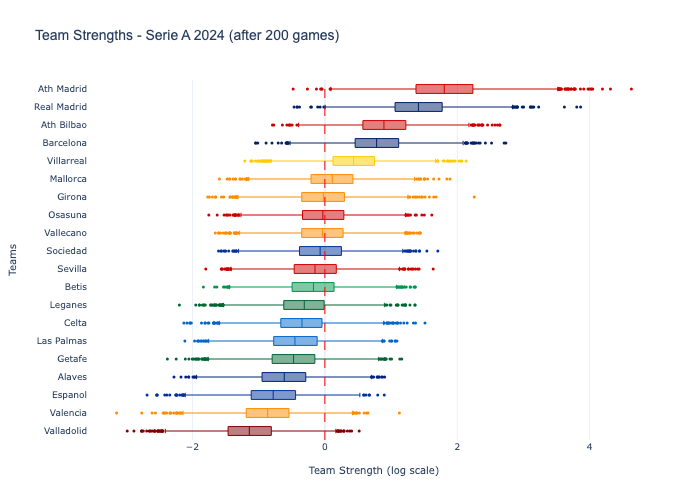 Team Strengths - Serie A 2024 (after 200 games)
Ath Madrid
Real Madrid
Ath Bilbao
Barcelona
Villarreal
Mallorca
Girona
Osasuna
Vallecano
Sociedad
Sevilla
Betis
Leganes
Celta
Las Palmas
Getafe
Alaves
Espanol
Valencia
Valladolid
Teams
−2
0
2
4
Team Strength (log scale)